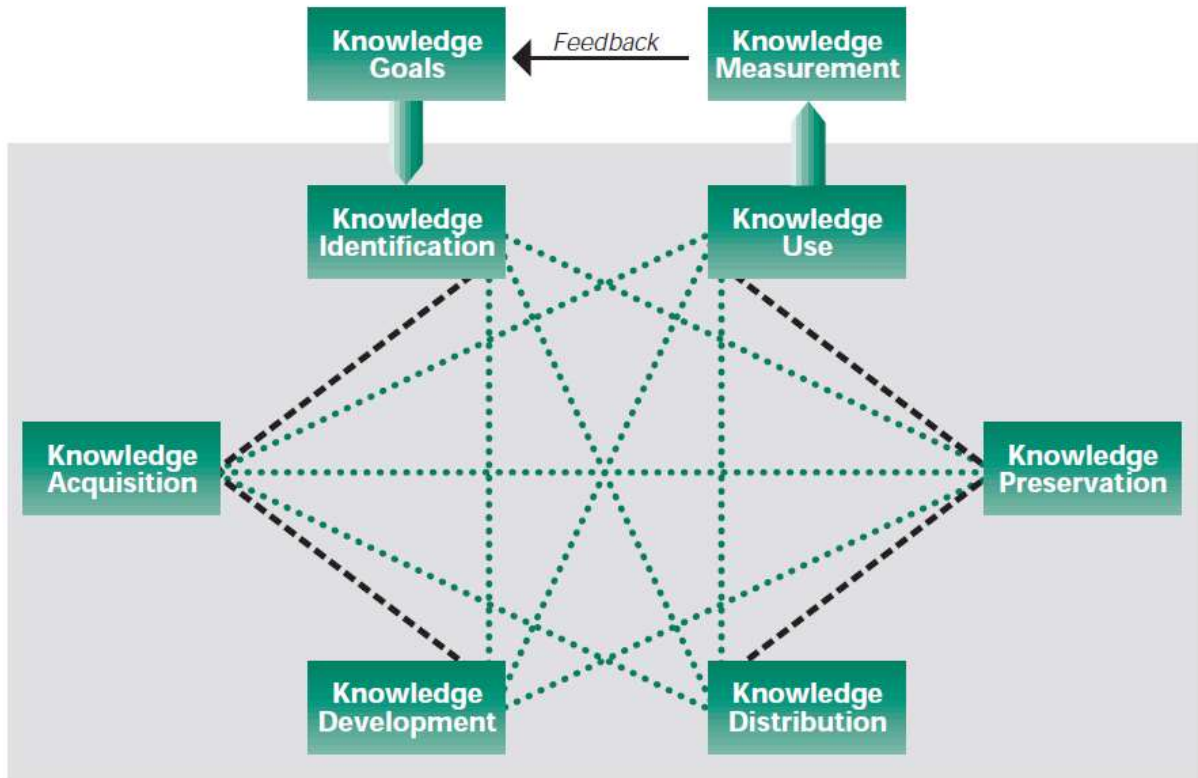 Knowledge
Goals
Feedback
Knowledge
Measurement
Knowledge
Identification
Knowledge
Use
Knowledge
Acquisition
Knowledge
Preservation
Knowledge
Development
Knowledge
Distribution